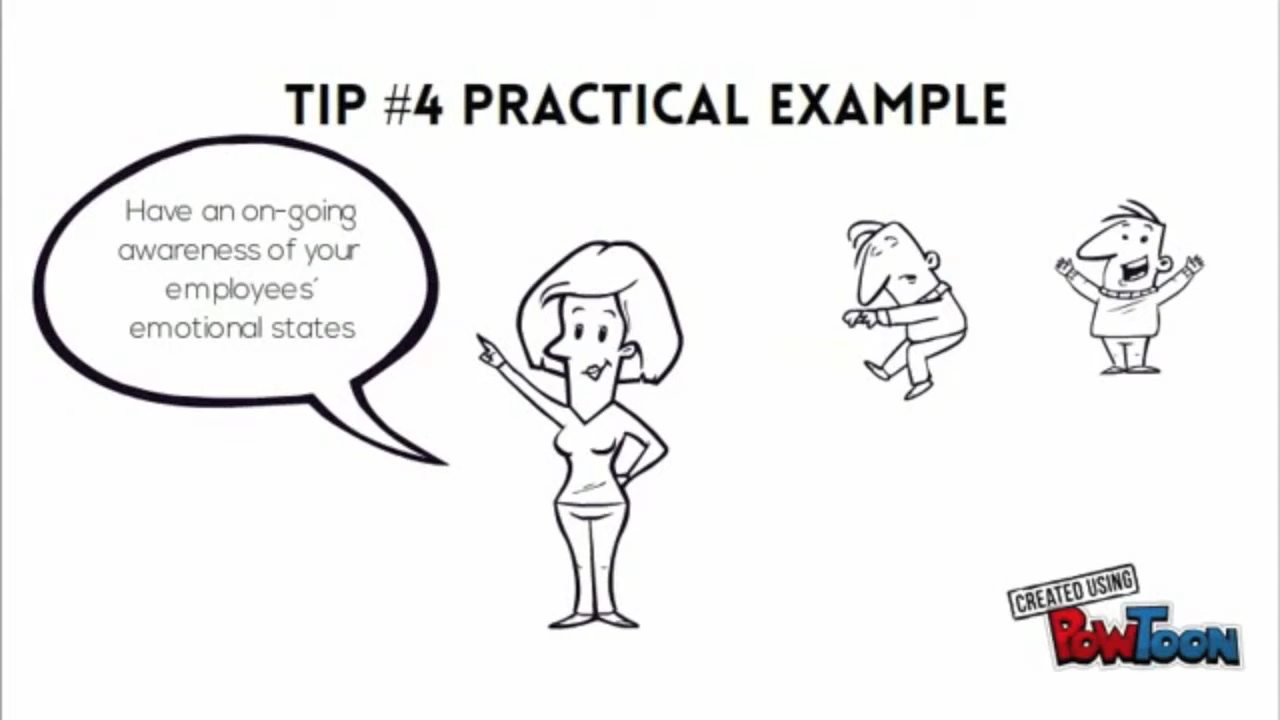 TIP #4 PRACTICAL EXAMPLE
Have an on-going
awareness of your
employees'
emotional states
CREATED USING
POWTOON